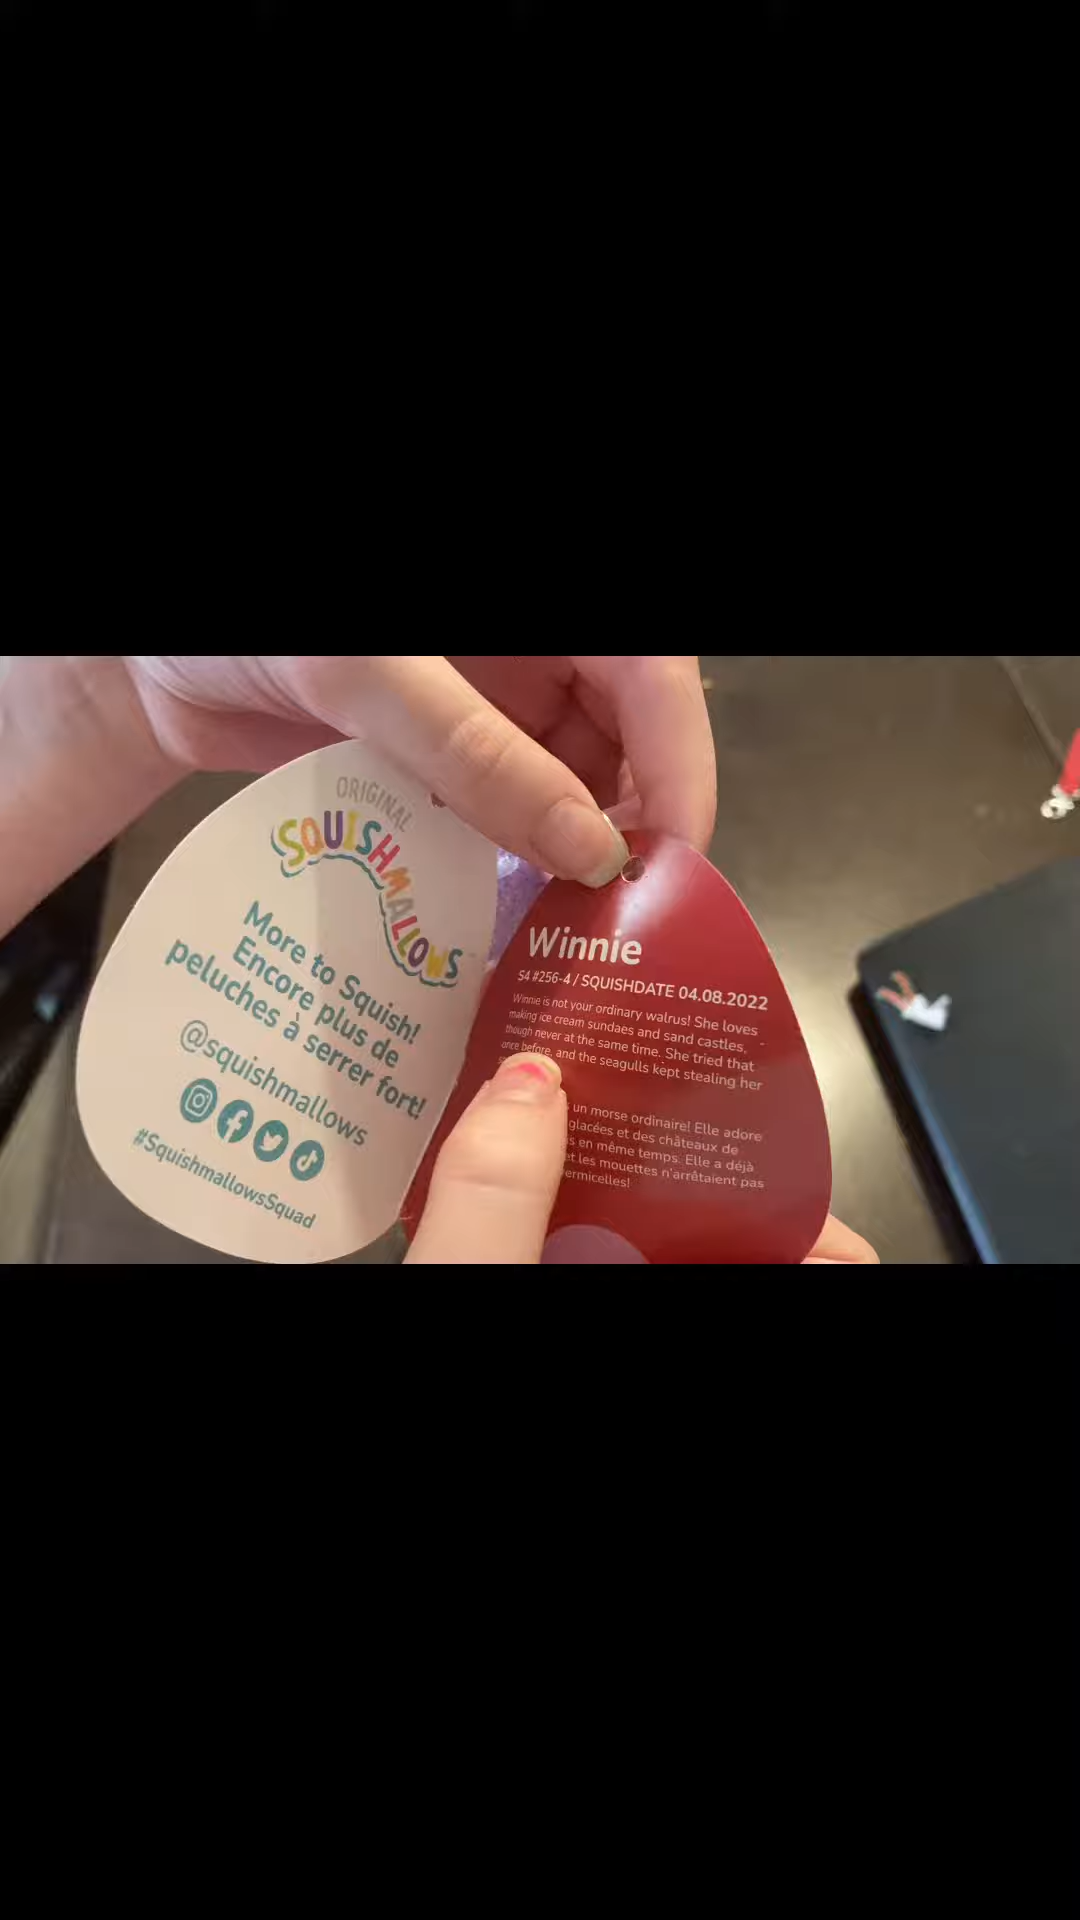 ORIGINAL
SQUISHMALLOWS
More to Squish!
Encore plus de
peluches à serrer fort!
@squishmallows
#SquishmallowsSquad
Winnie
S4 #256-4 / SQUISHDATE 04.08.2022
Winnie is not your ordinary walrus! She loves
making ice cream sundaes and sand castles,
though never at the same time. She tried that
once before, and the seagulls kept stealing her
un morse ordinaire! Elle adore
glacées et des châteaux de
en même temps. Elle a déjà
et les mouettes n'arrêtaient pas